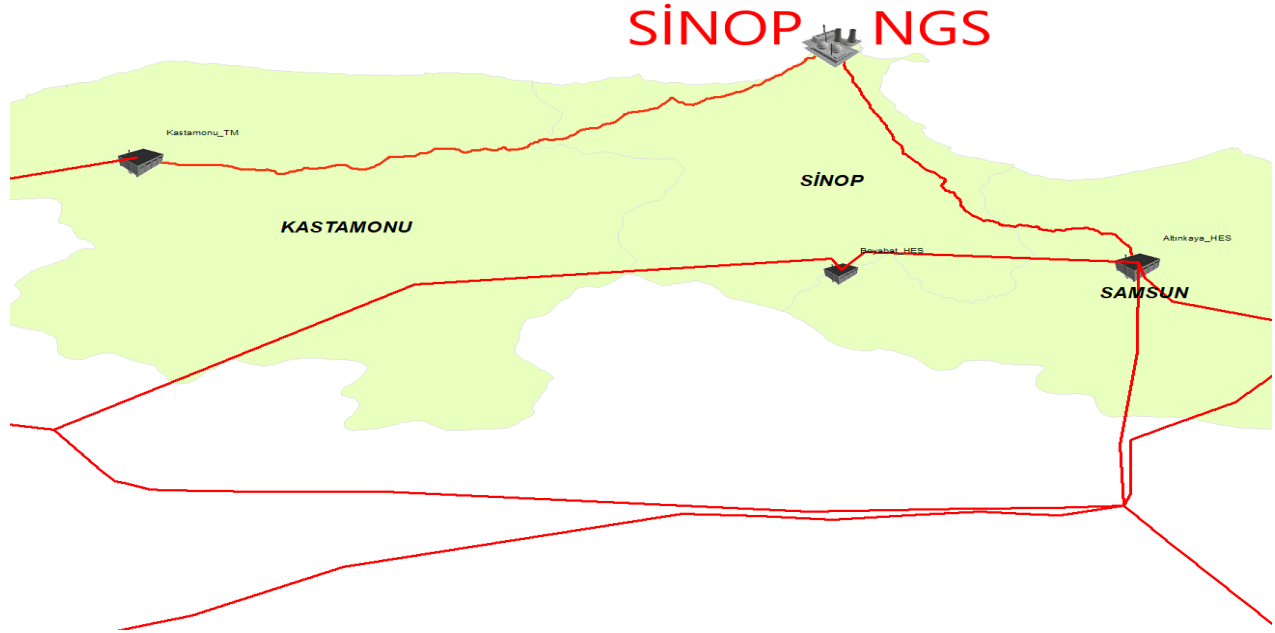 SİNOP NGS
Kastamonu_TM
SİNOP
KASTAMONU
Altınkaya_HES
Boyabat_HES
SAMSUN